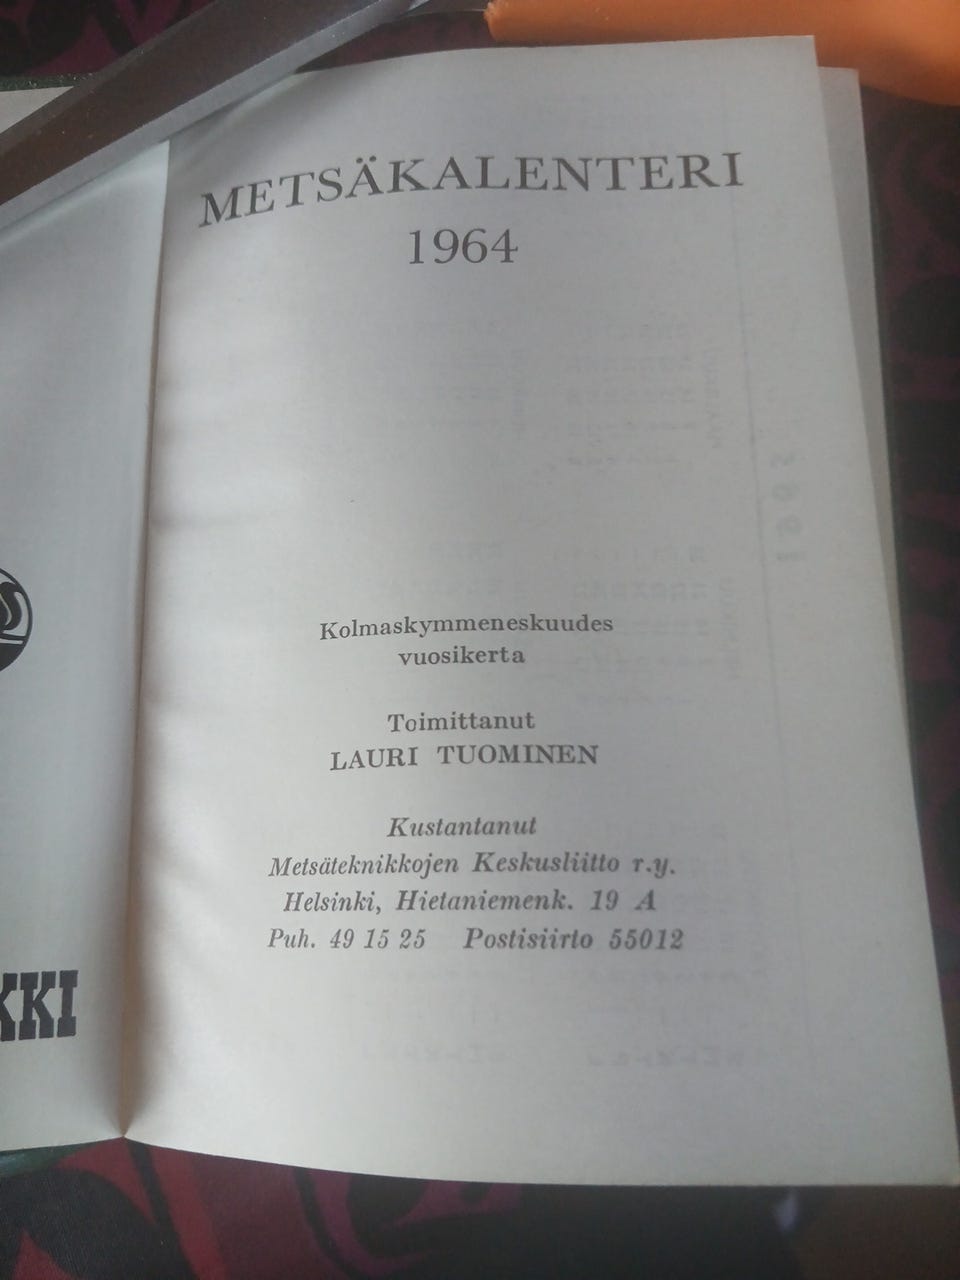 METSÄKALENTERI
1964
Kolmaskymmeneskuudes
vuosikerta
Toimittanut
LAURI TUOMINEN
Kustantanut
Metsäteknikkojen Keskusliitto r.y.
Helsinki, Hietaniemenk. 19 A
Puh. 49 15 25 Postisiirto 55012
KKI